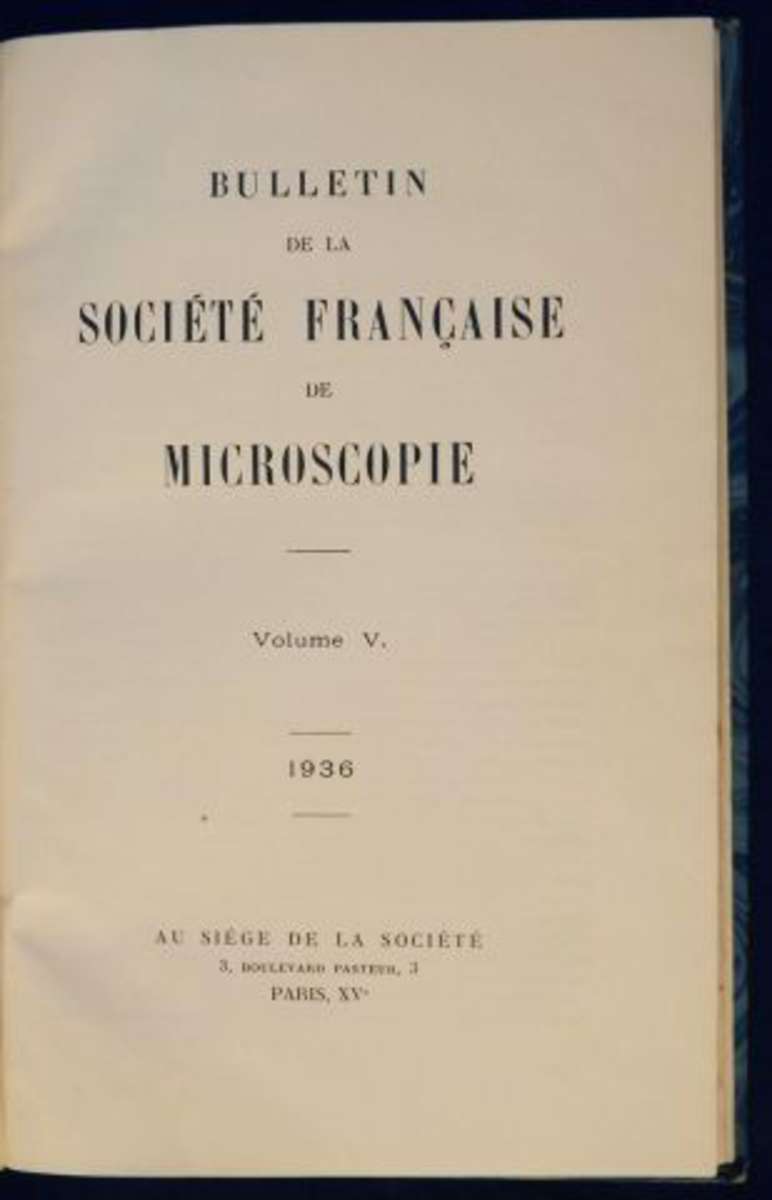 BULLETIN
DE LA
SOCIÉTÉ FRANÇAISE
DE
MICROSCOPIE
Volume V.
1936
AU SIÉGE DE LA SOCIÉTÉ
3, BOULEVARD PASTEUR, 3
PARIS, XVe